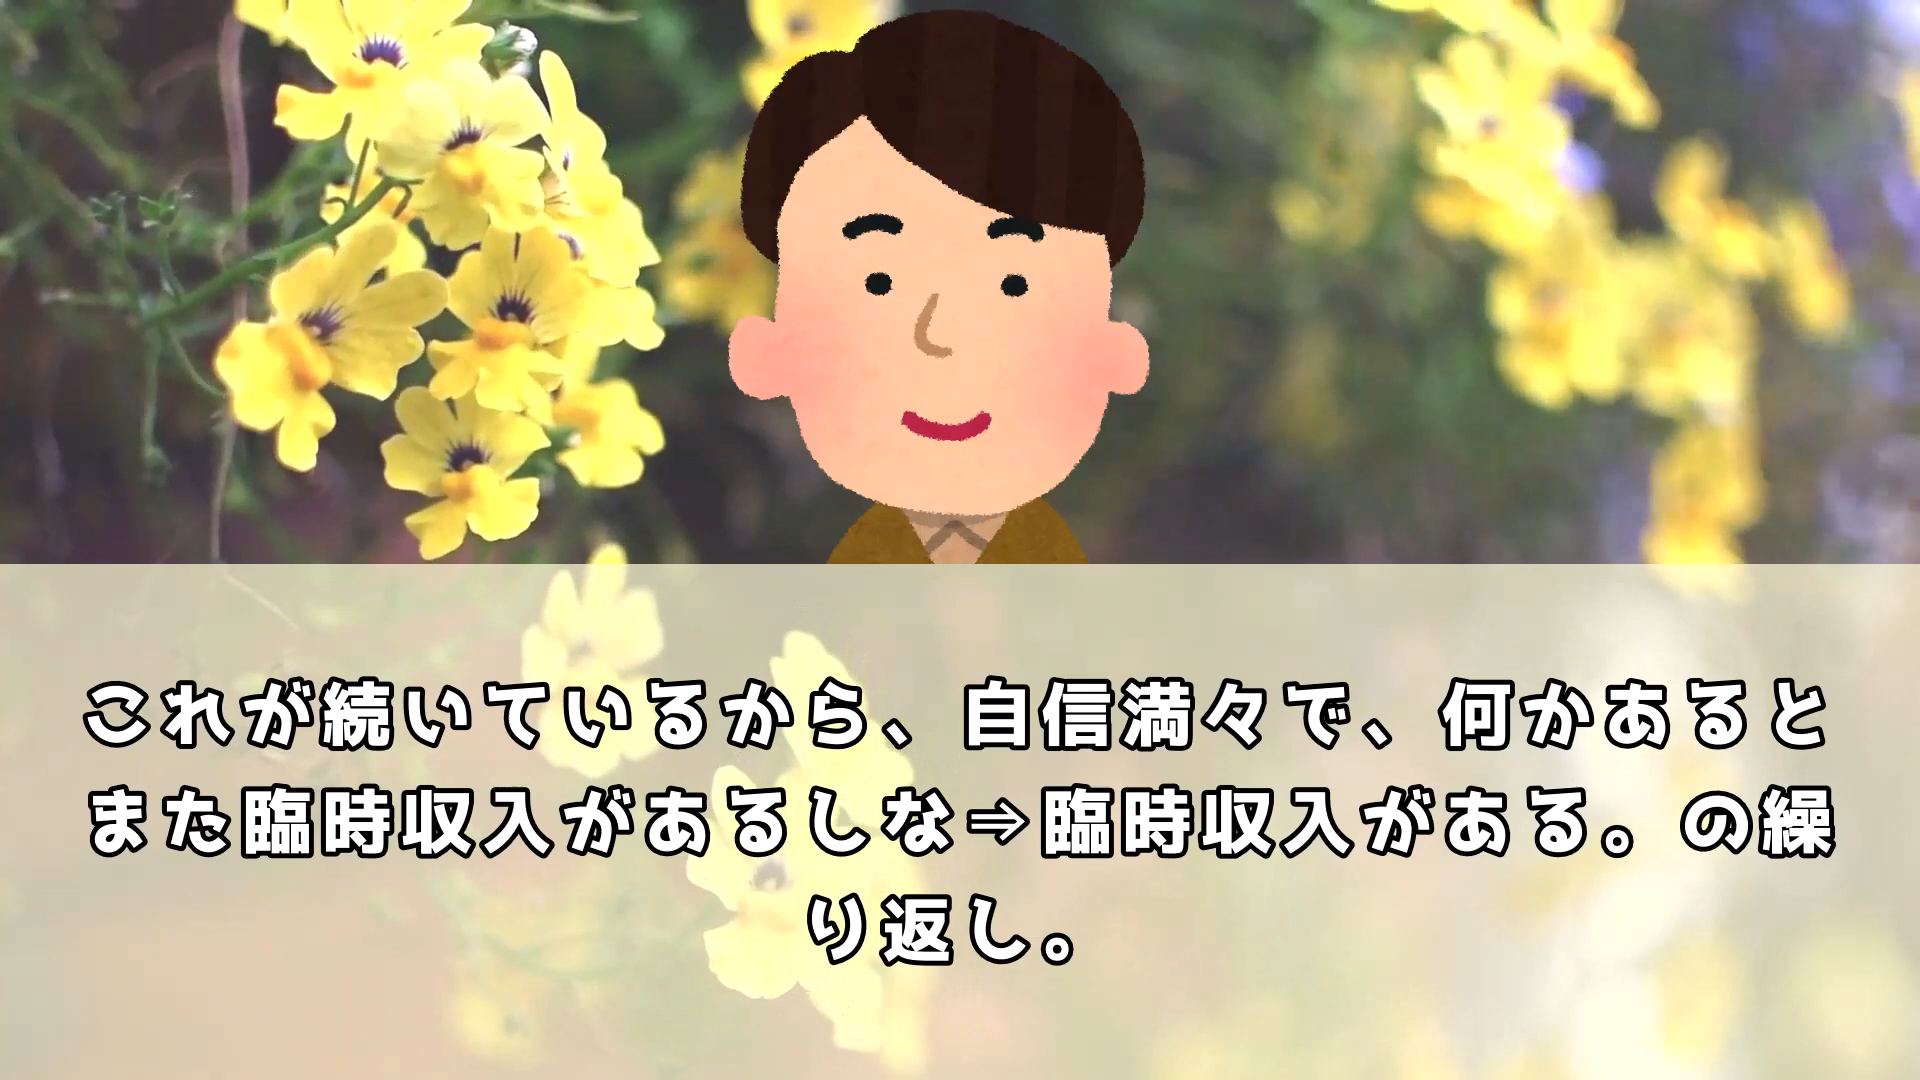 これが続いているから、自信満々で、何かあると
また臨時収入があるしな⇒臨時収入がある。の繰
り返し。